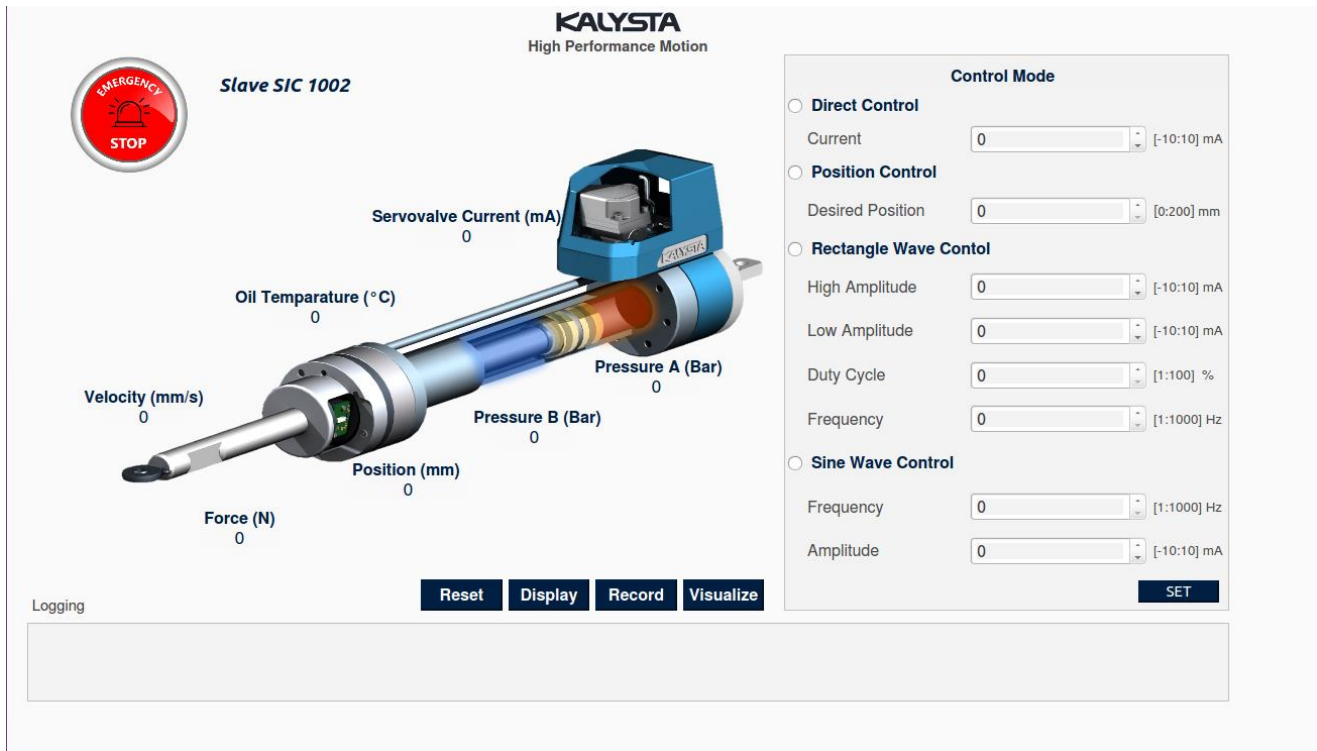 KALYSTA
High Performance Motion
EMERGENCY
STOP
Slave SIC 1002
Servovalve Current (mA)
0
KALYSTA
Oil Temparature (°C)
0
Pressure A (Bar)
0
Velocity (mm/s)
0
Pressure B (Bar)
0
Position (mm)
0
Force (N)
0
Reset Display Record Visualize
Control Mode
Direct Control
Current 0 [-10:10] mA
Position Control
Desired Position 0 [0:200] mm
Rectangle Wave Contol
High Amplitude 0 [-10:10] mA
Low Amplitude 0 [-10:10] mA
Duty Cycle 0 [1:100] %
Frequency 0 [1:1000] Hz
Sine Wave Control
Frequency 0 [1:1000] Hz
Amplitude 0 [-10:10] mA
SET
Logging